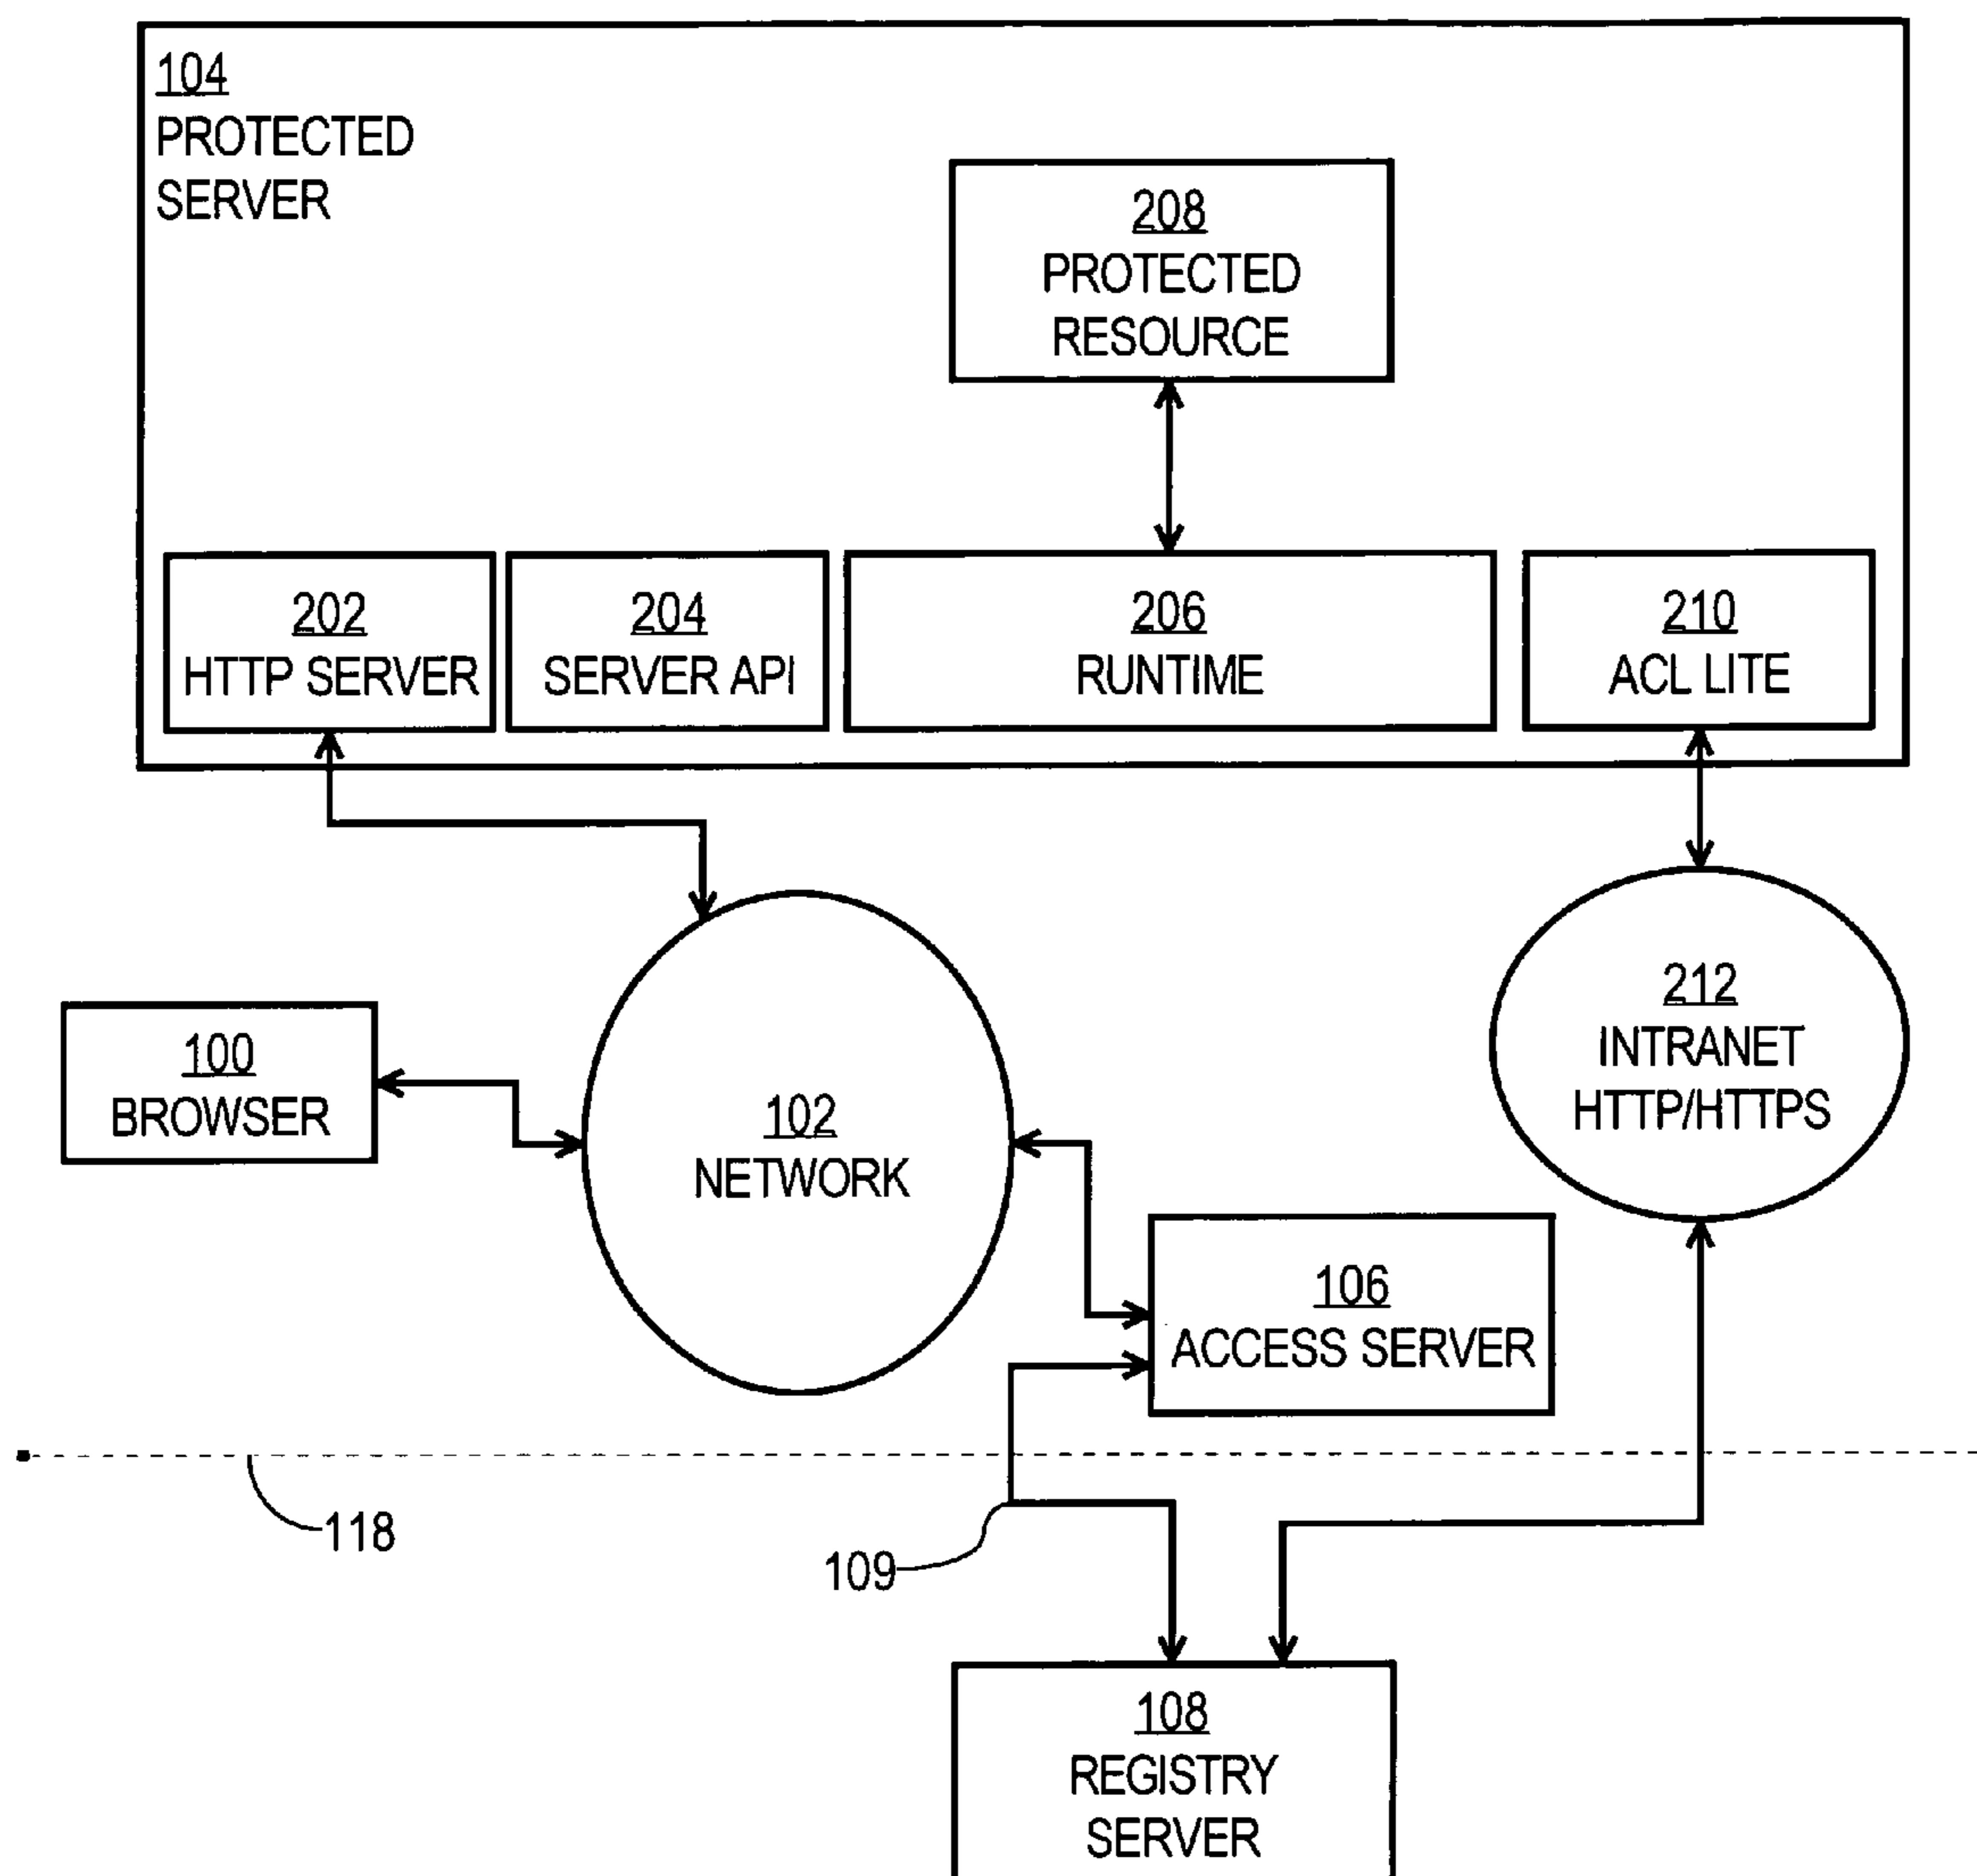 104
PROTECTED
SERVER
208
PROTECTED
RESOURCE
202
HTTP SERVER
204
SERVER API
206
RUNTIME
210
ACL LITE
100
BROWSER
102
NETWORK
212
INTRANET
HTTP/HTTPS
106
ACCESS SERVER
118
109
108
REGISTRY
SERVER